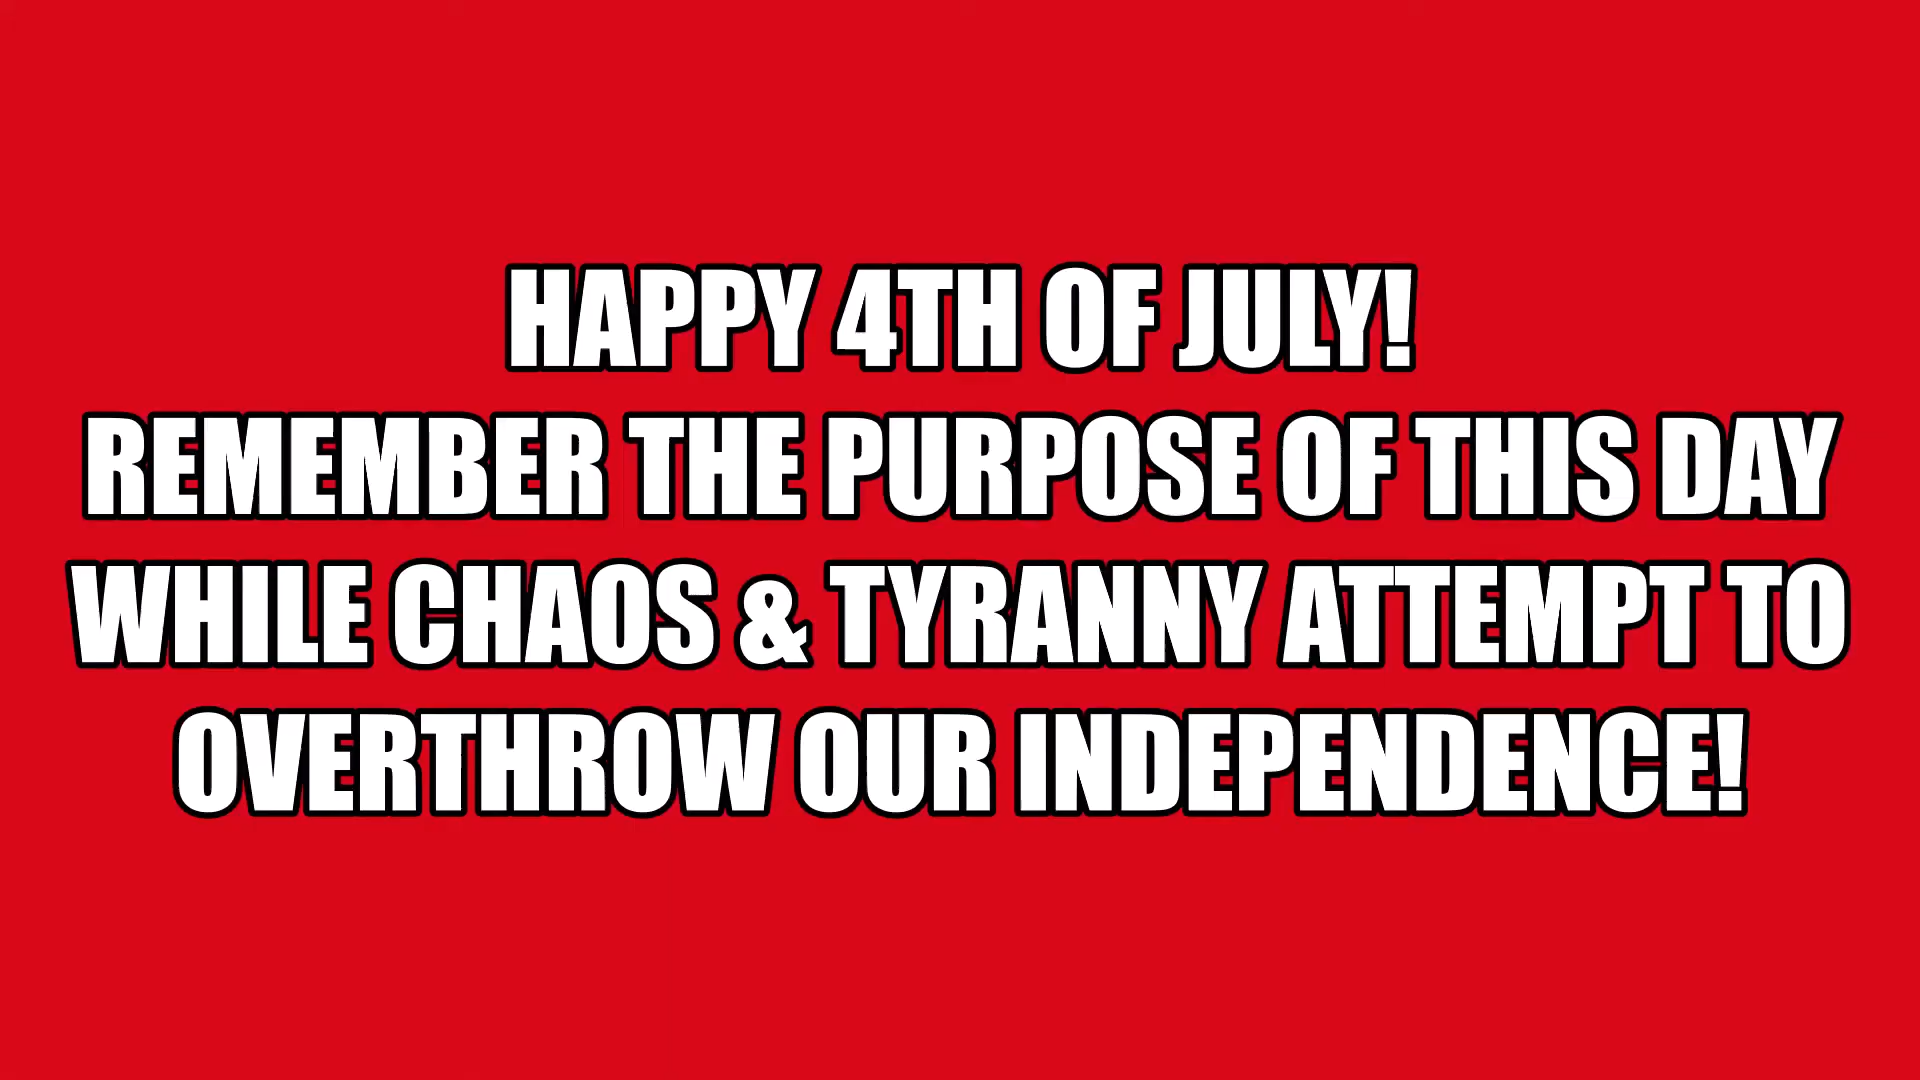 HAPPY 4TH OF JULY!
REMEMBER THE PURPOSE OF THIS DAY
WHILE CHAOS & TYRANNY ATTEMPT TO
OVERTHROW OUR INDEPENDENCE!